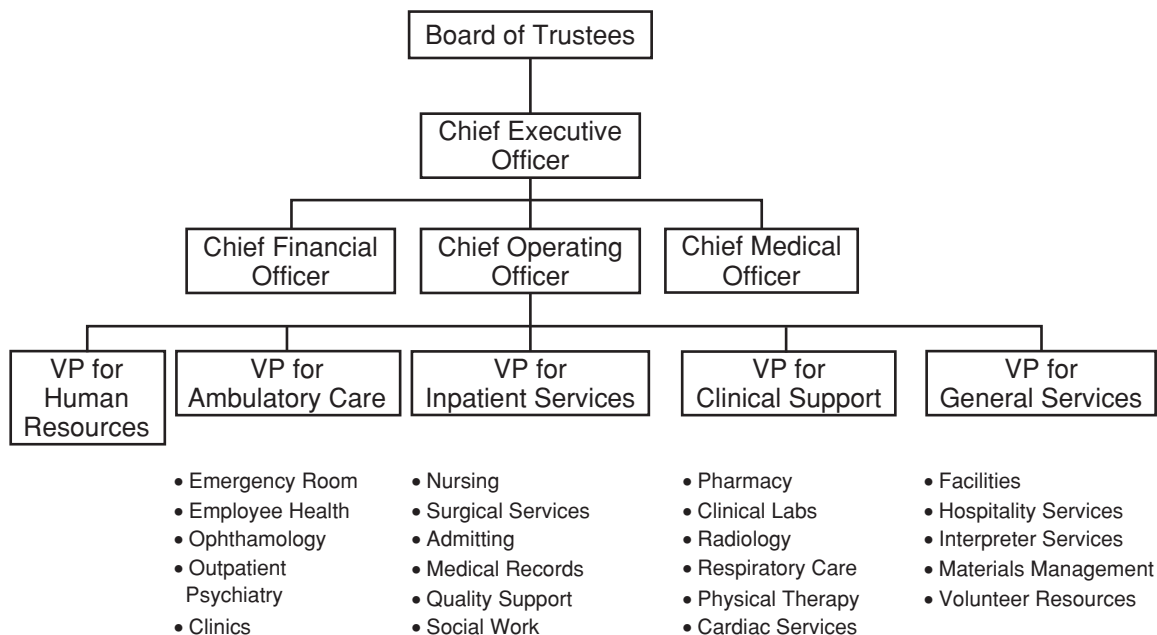 Board of Trustees
Chief Executive
Officer
Chief Financial
Officer
Chief Operating
Officer
Chief Medical
Officer
VP for
Human
Resources
VP for
Ambulatory Care
VP for
Inpatient Services
VP for
Clinical Support
VP for
General Services
• Emergency Room
• Employee Health
• Ophthamology
• Outpatient
Psychiatry
• Clinics
• Nursing
• Surgical Services
• Admitting
• Medical Records
• Quality Support
• Social Work
• Pharmacy
• Clinical Labs
• Radiology
• Respiratory Care
• Physical Therapy
• Cardiac Services
• Facilities
• Hospitality Services
• Interpreter Services
• Materials Management
• Volunteer Resources